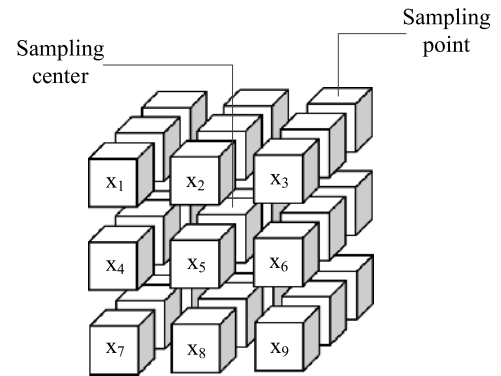 Sampling
point
Sampling
center
x₁ x₂ x₃
x₄ x₅ x₆
x₇ x₈ x₉